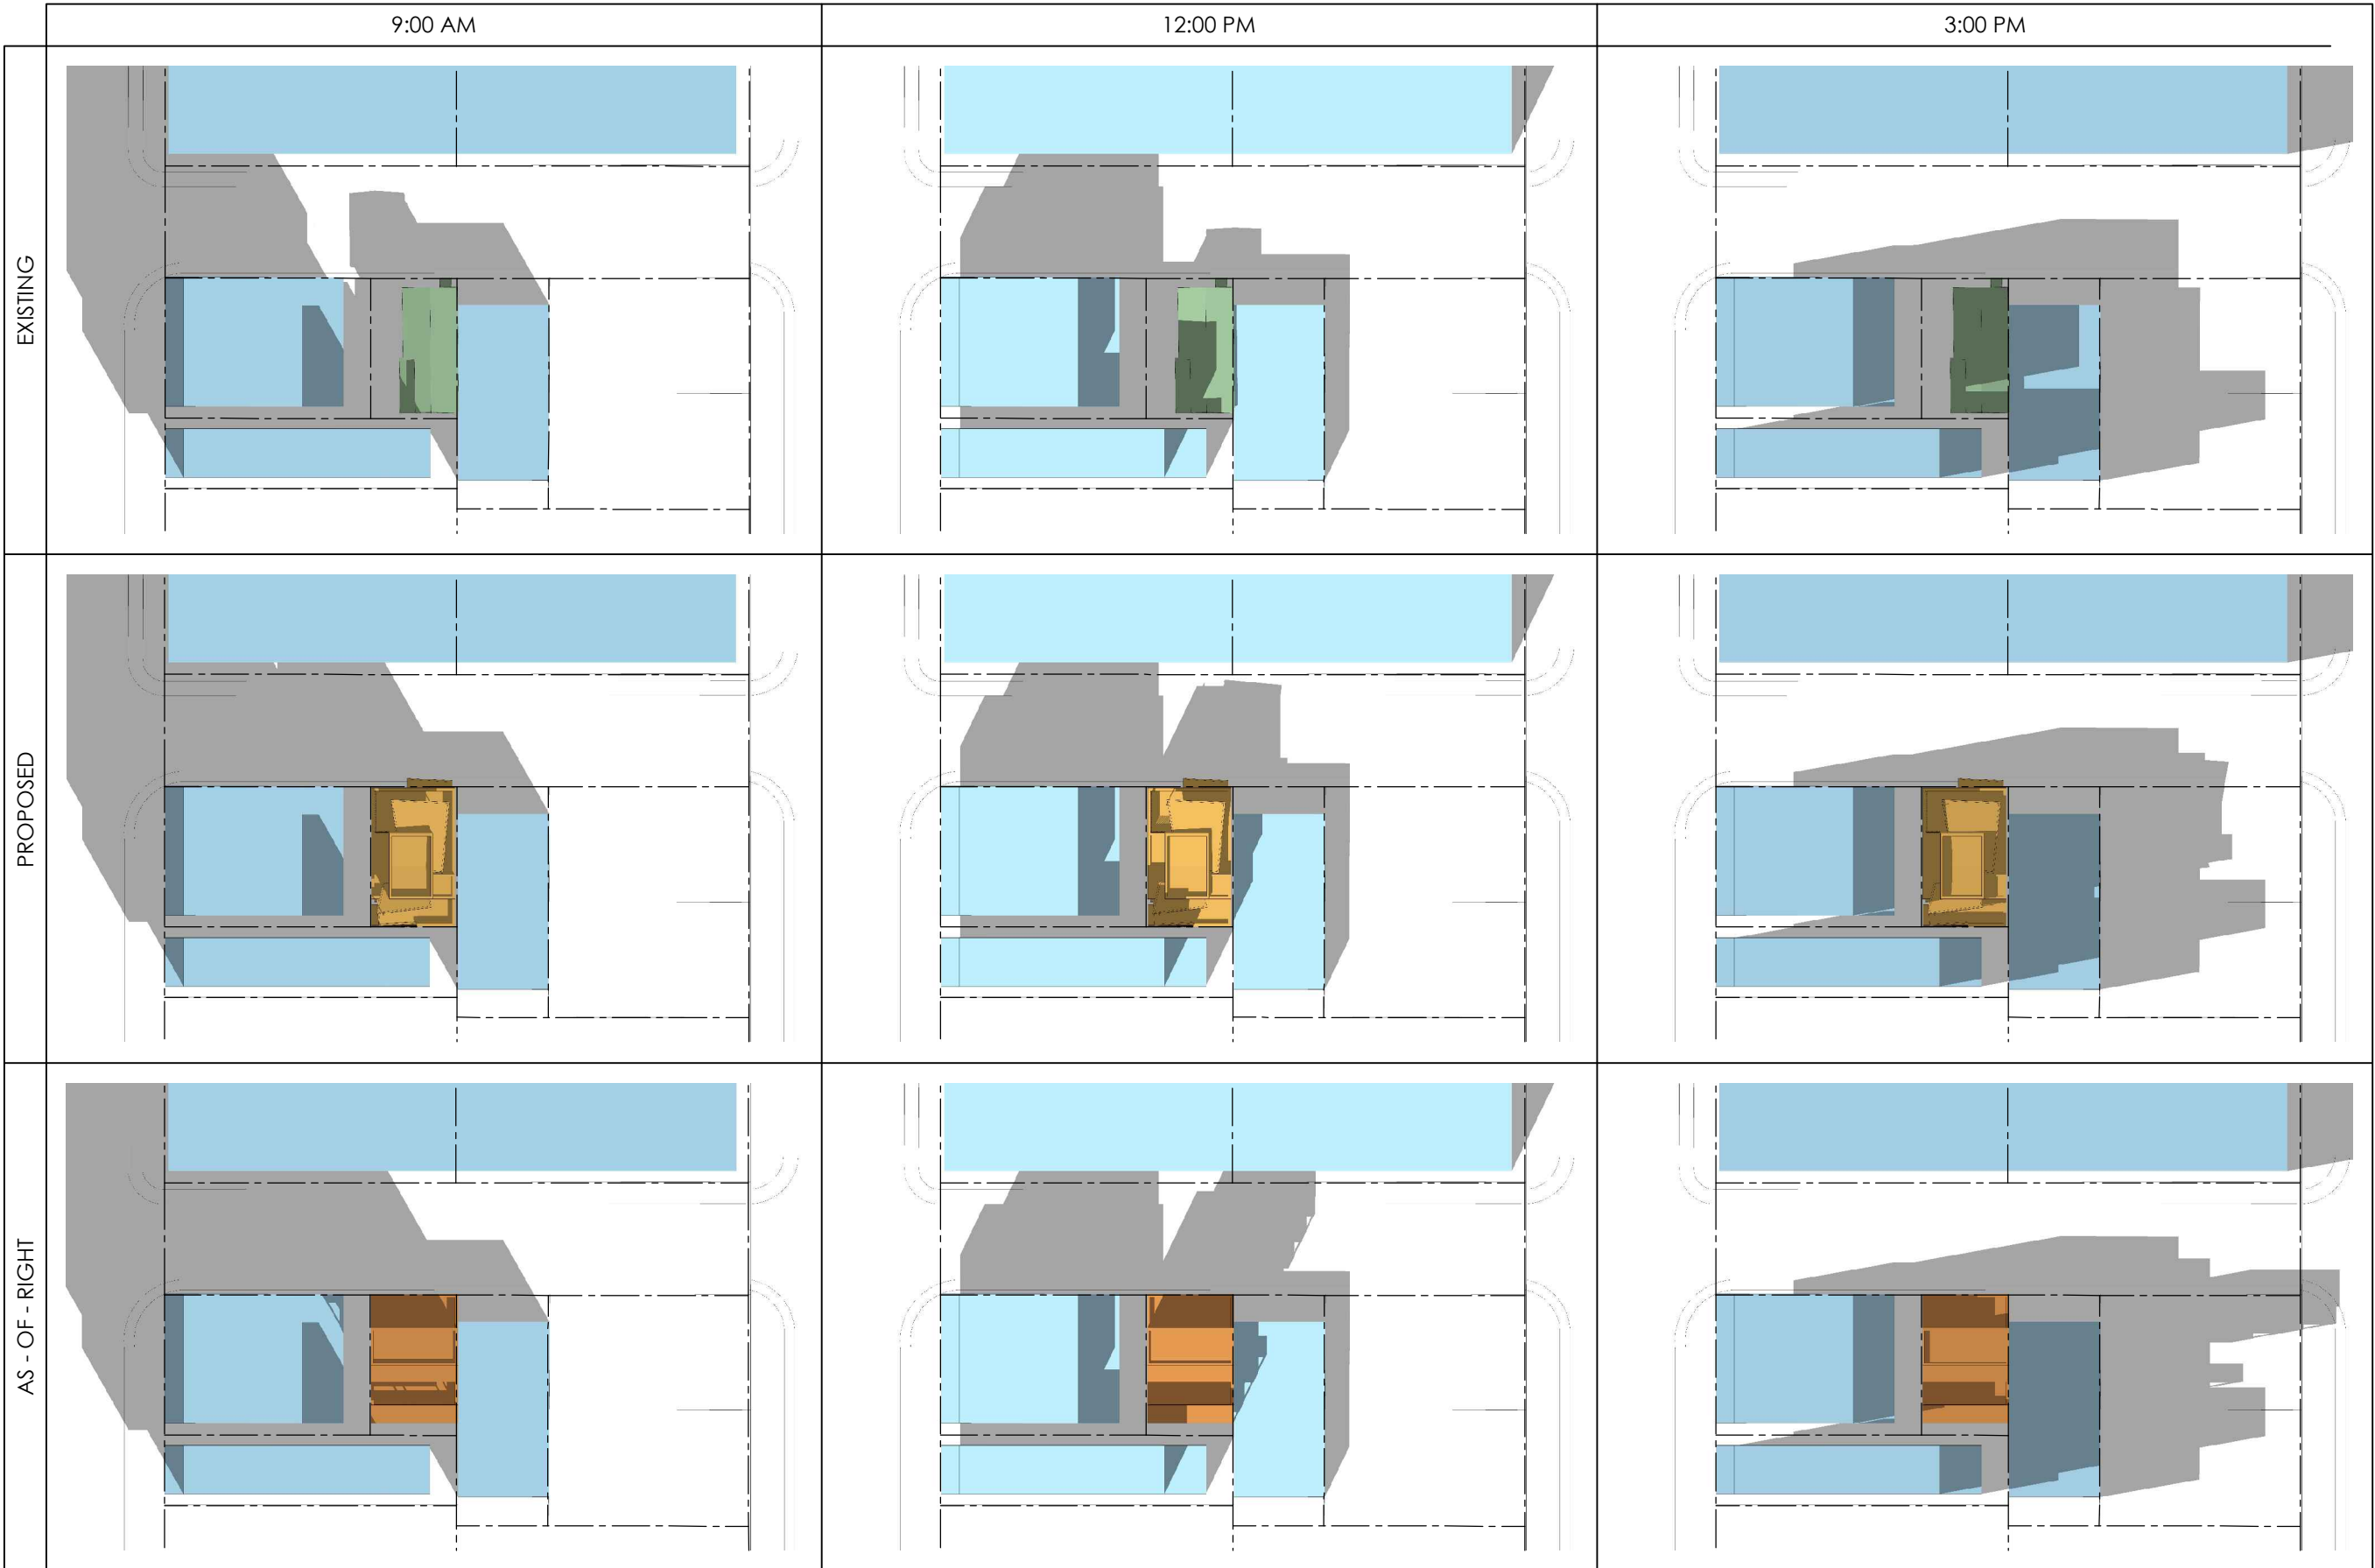 9:00 AM
12:00 PM
3:00 PM
EXISTING
PROPOSED
AS - OF - RIGHT